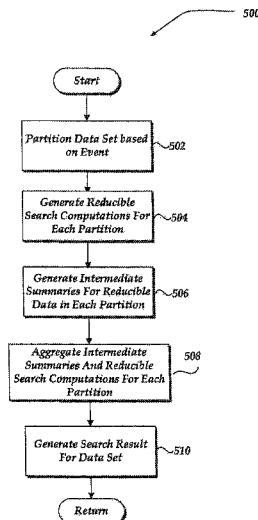 500
Start
Partition Data Set based
on Event
502
Generate Reducible
Search Computations For
Each Partition
504
Generate Intermediate
Summaries For Reducible
Data in Each Partition
506
Aggregate Intermediate
Summaries And Reducible
Search Computations For Each
Partition
508
Generate Search Result
For Data Set
510
Return